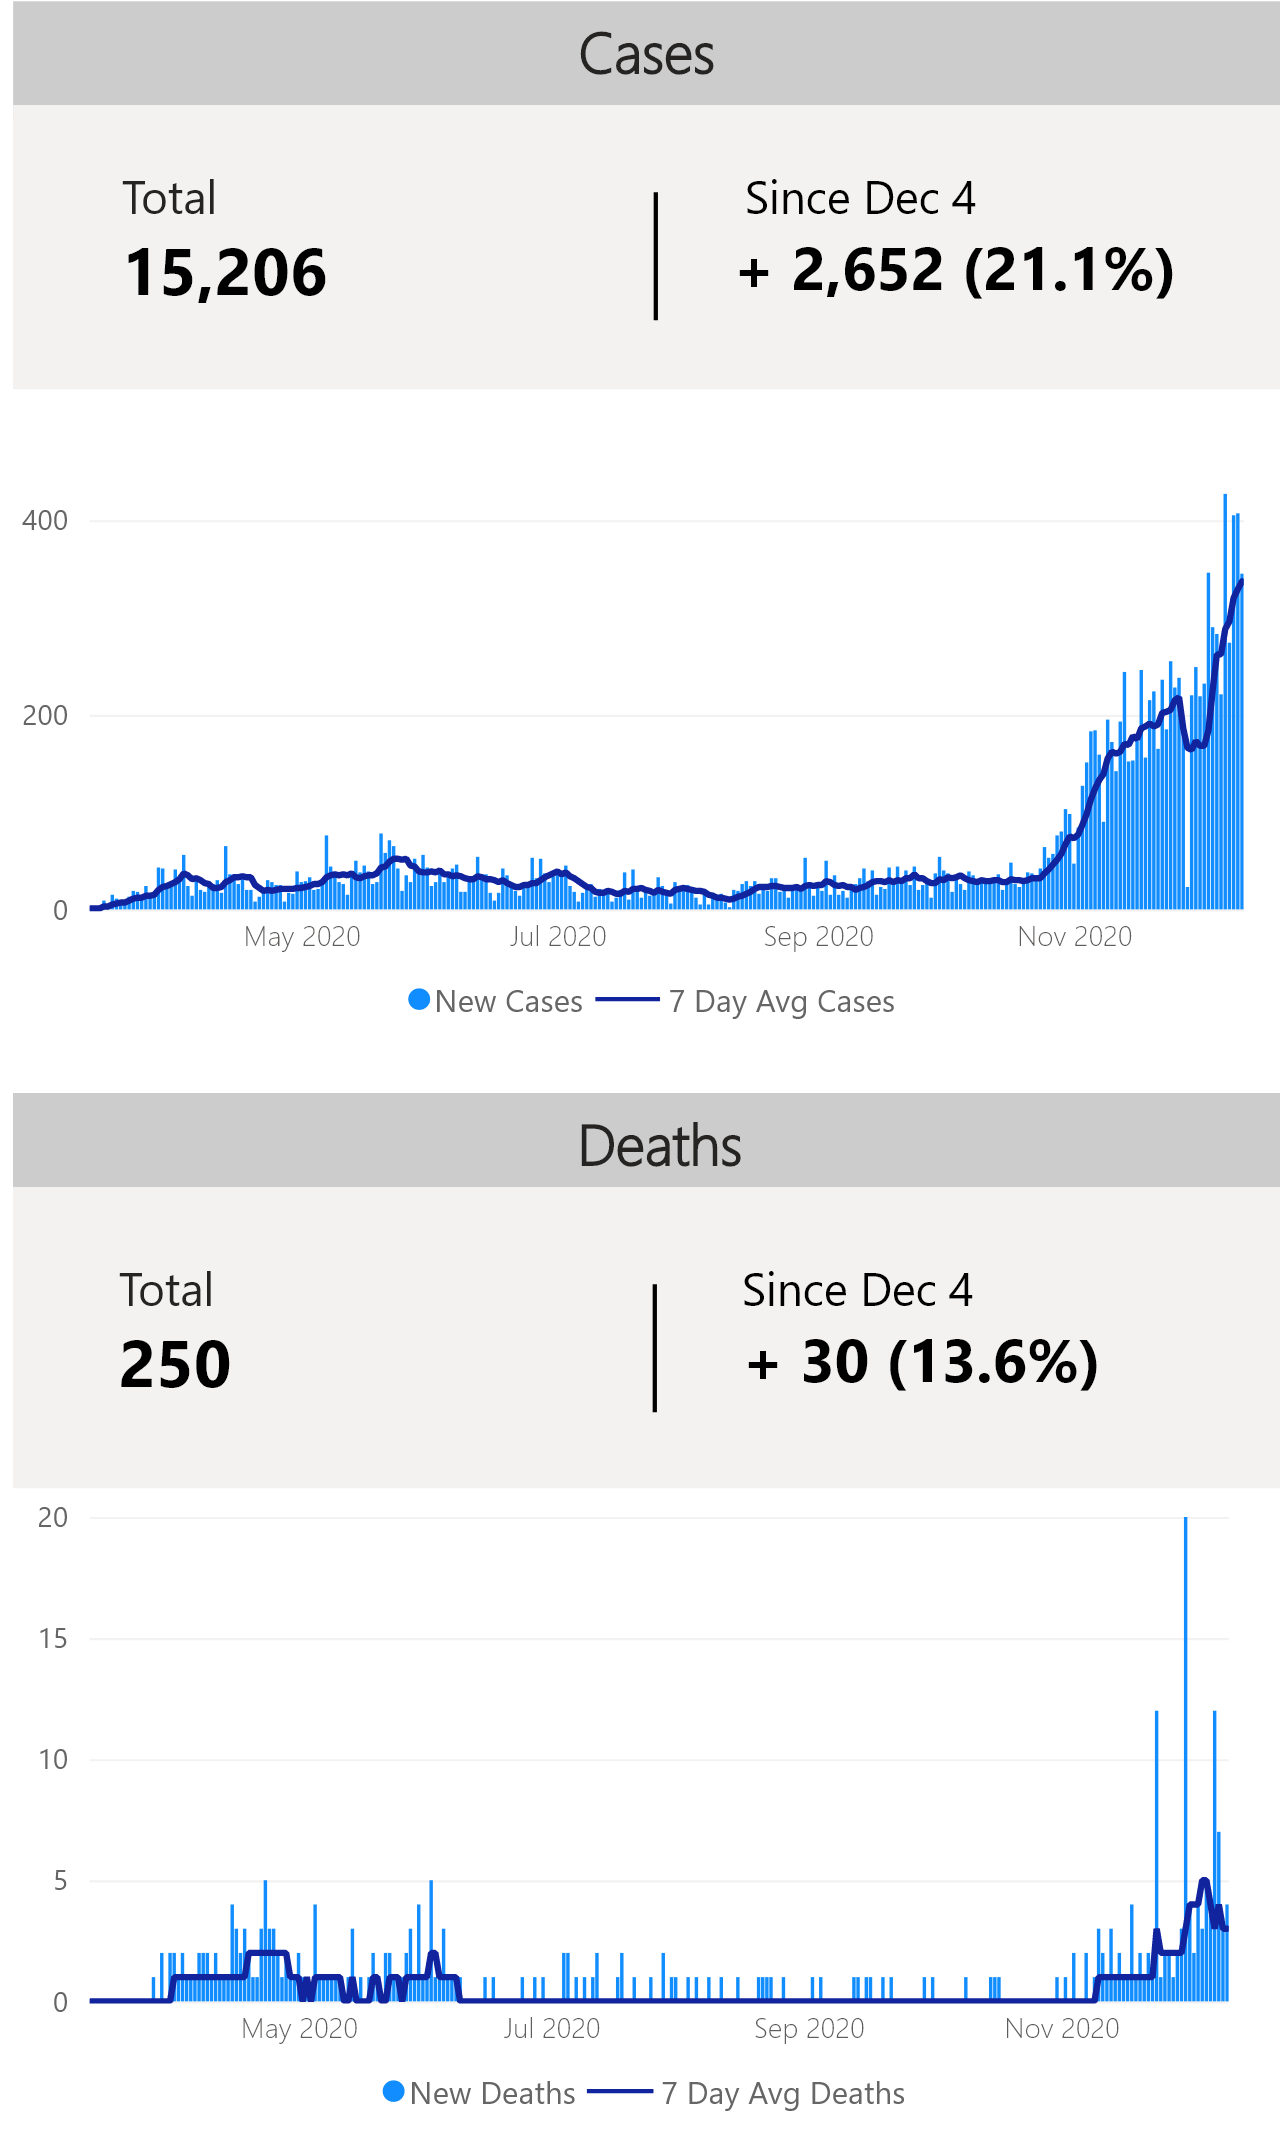 Cases
Total
Since Dec 4
15,206
+ 2,652 (21.1%)
400
200
0
May 2020
Jul 2020
Sep 2020
Nov 2020
New Cases
7 Day Avg Cases
Deaths
Total
Since Dec 4
250
+ 30 (13.6%)
20
15
10
5
0
May 2020
Jul 2020
Sep 2020
Nov 2020
New Deaths
7 Day Avg Deaths